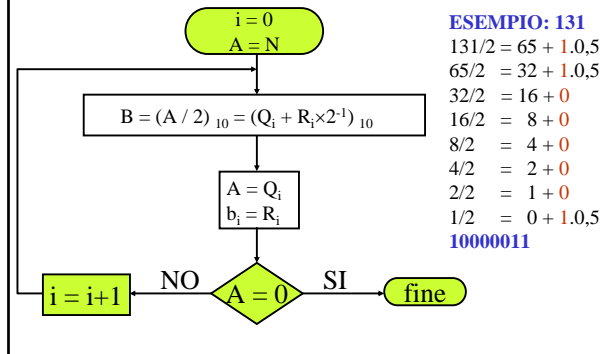 i = 0
A = N
B = (A / 2) 10 = (Qi + Ri×2-1) 10
A = Qi
bi = Ri
A = 0
NO
SI
i = i+1
fine
ESEMPIO: 131
131/2 = 65 + 1.0,5
65/2 = 32 + 1.0,5
32/2 = 16 + 0
16/2 = 8 + 0
8/2 = 4 + 0
4/2 = 2 + 0
2/2 = 1 + 0
1/2 = 0 + 1.0,5
10000011